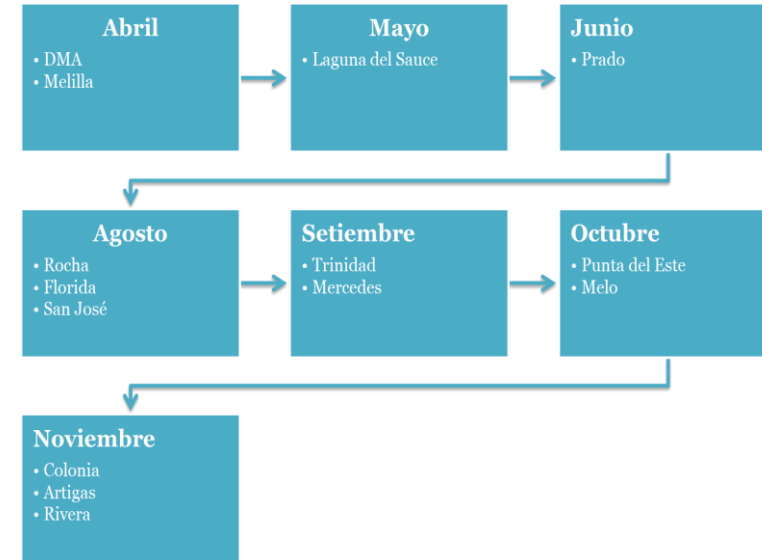 Abril
• DMA
• Melilla
Mayo
• Laguna del Sauce
Junio
• Prado
Agosto
• Rocha
• Florida
• San José
Setiembre
• Trinidad
• Mercedes
Octubre
• Punta del Este
• Melo
Noviembre
• Colonia
• Artigas
• Rivera